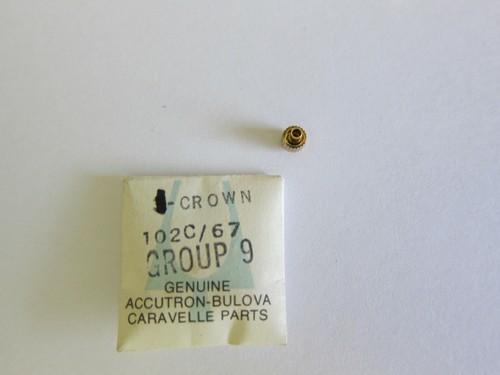 -CROWN
102C/67
GROUP 9
GENUINE
ACCUTRON-BULOVA
CARAVELLE PARTS